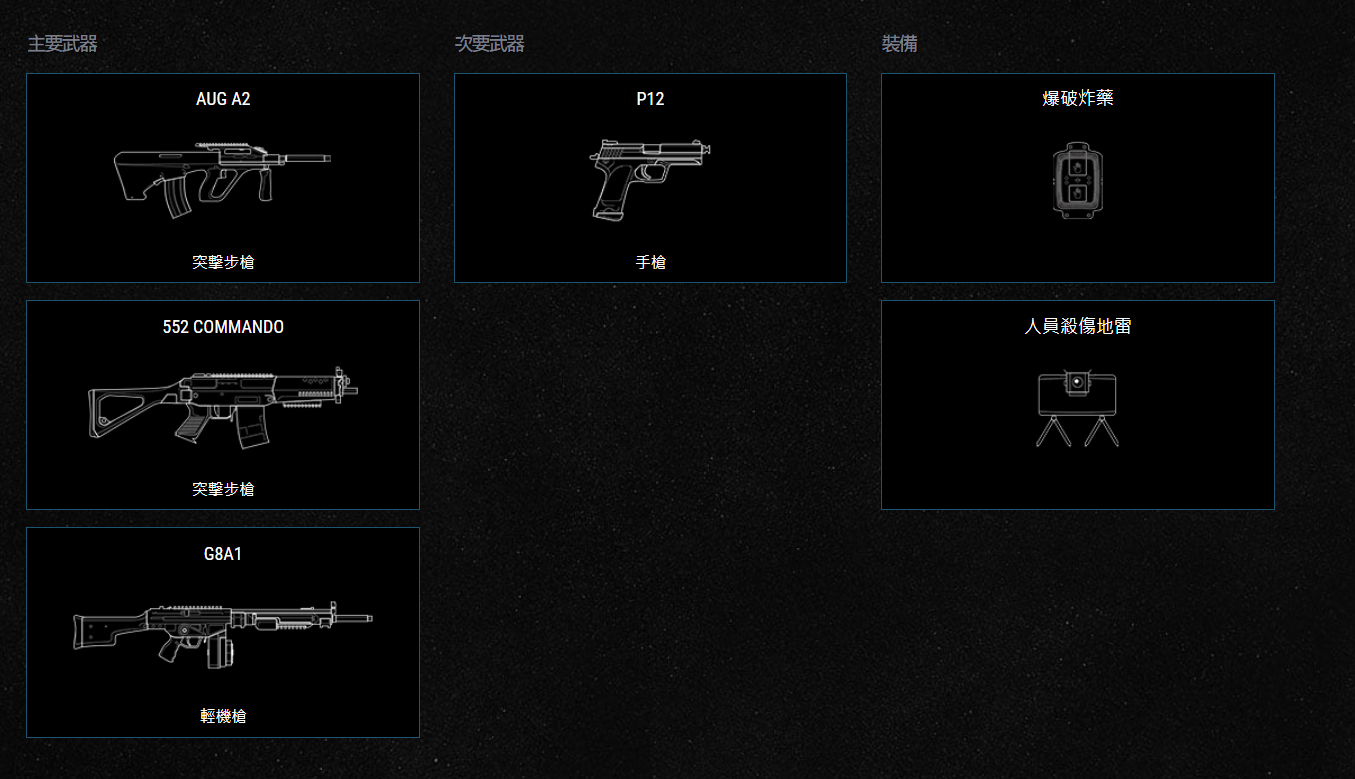 主要武器
AUG A2
突擊步槍
552 COMMANDO
突擊步槍
G8A1
輕機槍
次要武器
P12
手槍
裝備
爆破炸藥
人員殺傷地雷